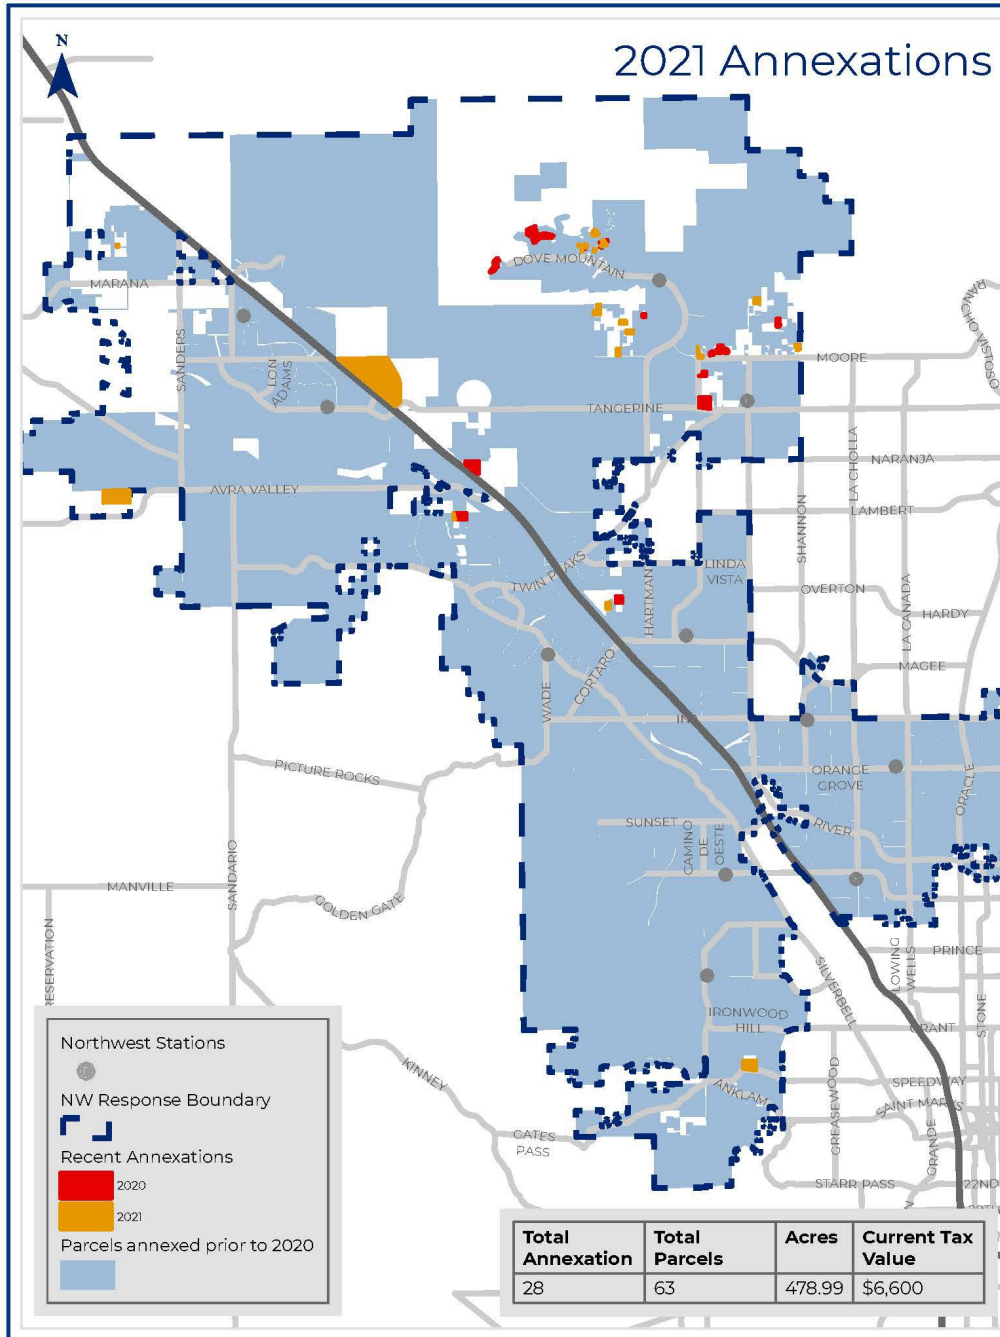 N
2021 Annexations
DOVE MOUNTAIN
MARANA
RANCHO VISTOSO
SANDERS
LON
ADAMS
MOORE
TANGERINE
LA CHOLLA
NARANJA
AVRA VALLEY
LAMBERT
SHANNON
TWIN PEAKS
LINDA
VISTA
HARTMAN
OVERTON
LA CANADA
HARDY
MAGEE
CORTARO
WADE
INA
PICTURE ROCKS
ORANGE
GROVE
ORACLE
SUNSET
CAMINO
DE
OESTE
RIVER
SANDARIO
MANVILLE
GOLDEN GATE
RESERVATION
PRINCE
LOWING
WELLS
SILVERBELL
STONE
IRONWOOD
HILL
GRANT
KINNEY
ANKLAM
SPEEDWAY
SAINT MARYS
GREASEWOOD
GRANDE
GATES
PASS
STARR PASS
22ND
Northwest Stations
NW Response Boundary
Recent Annexations
2020
2021
Parcels annexed prior to 2020
Total Annexation Total Parcels Acres Current Tax Value
28 63 478.99 $6,600